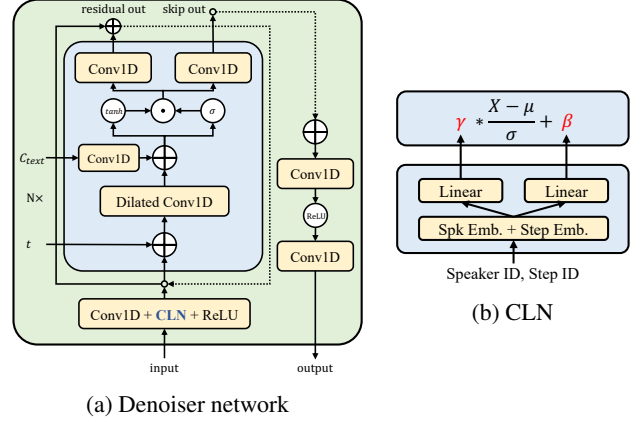 residual out
skip out
Conv1D
Conv1D
tanh
σ
C_text
Conv1D
N×
Dilated Conv1D
t
Conv1D + CLN + ReLU
input
Conv1D
ReLU
Conv1D
output
(a) Denoiser network
γ * (X − μ)/σ + β
Linear
Linear
Spk Emb. + Step Emb.
Speaker ID, Step ID
(b) CLN